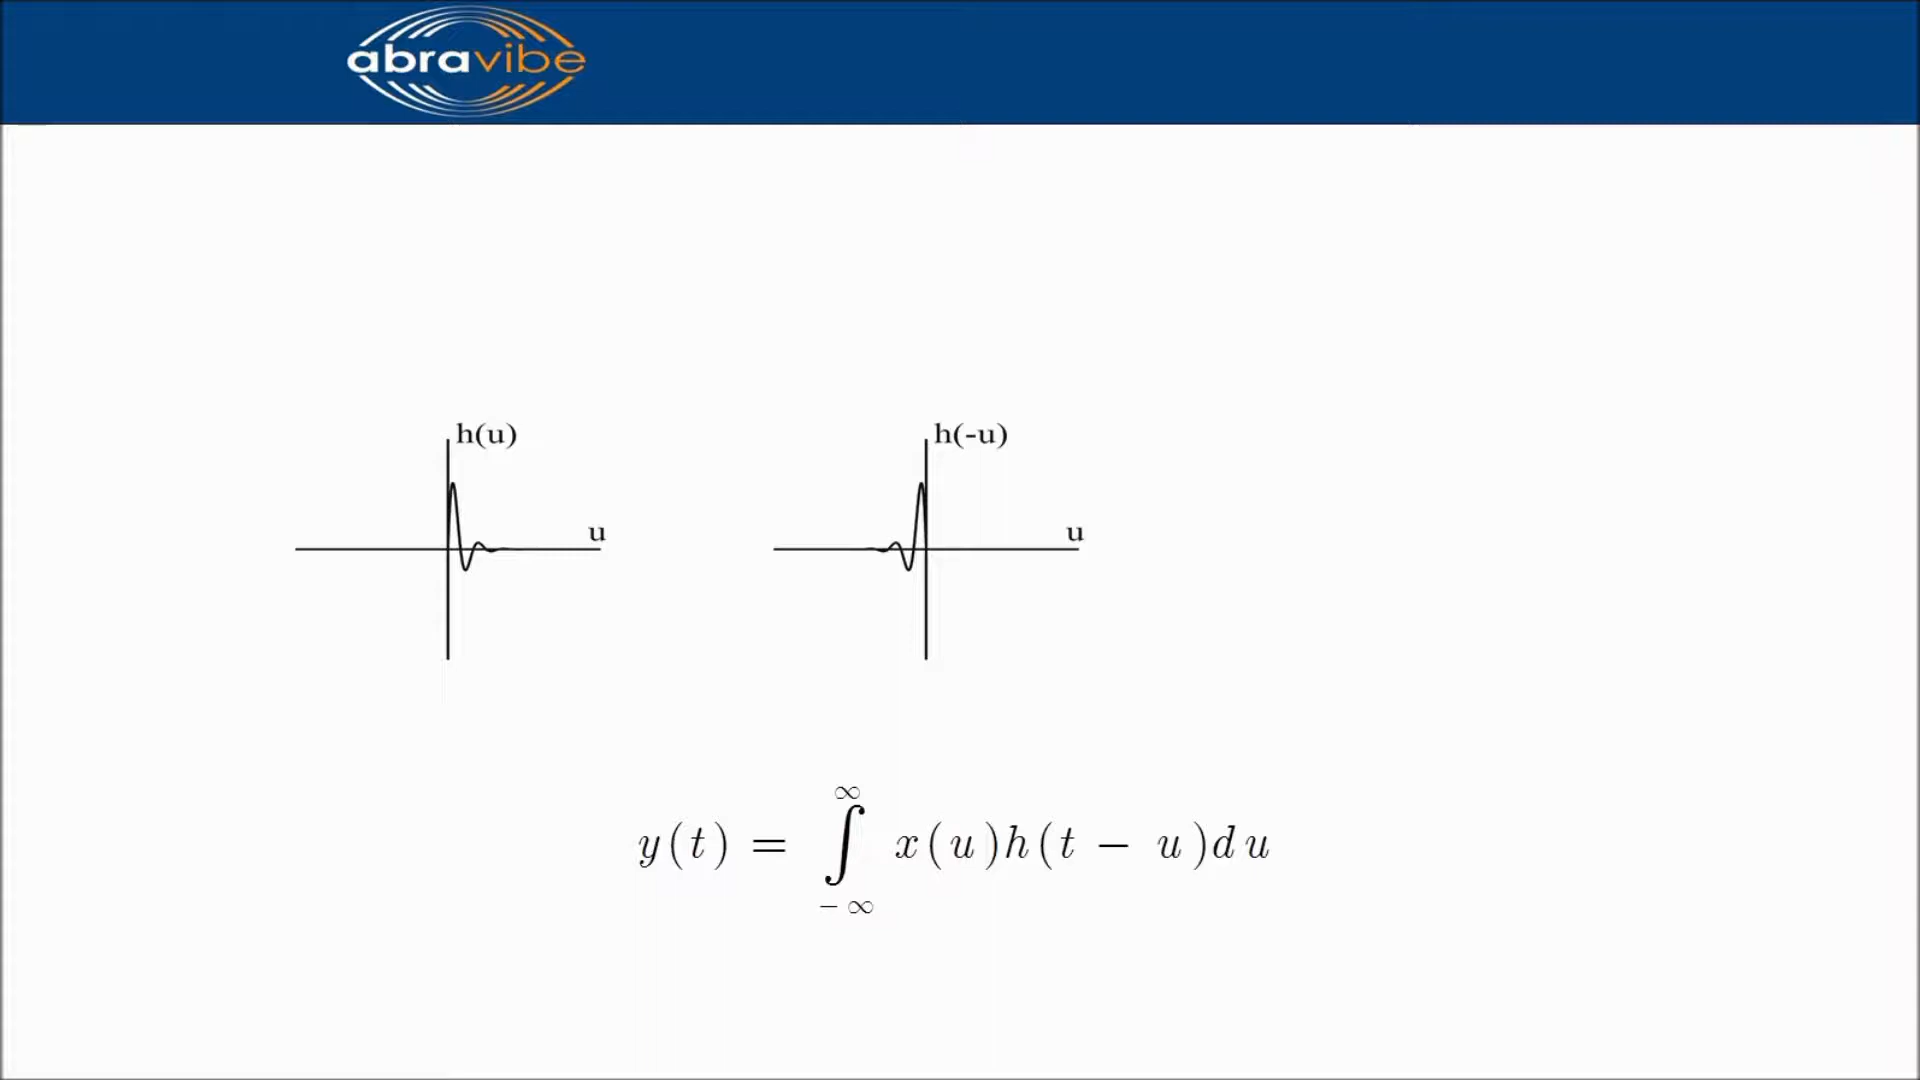 abravibe
h(u)
h(-u)
u
u
y(t) = ∫_{-∞}^{∞} x(u)h(t − u)du